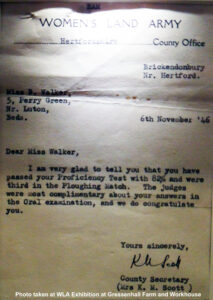 WOMEN'S LAND ARMY
Hertfordshire County Office
Brickendonbury
Nr. Hertford.
Miss D. Walker,
5, Perry Green,
Nr. Luton,
Beds.
6th November '46
Dear Miss Walker,
I am very glad to tell you that you have
passed your Proficiency Test with 82% and were
third in the Ploughing Match. The judges
were most complimentary about your answers in
the Oral examination, and we do congratulate
you.
Yours sincerely,
County Secretary
(Mrs K. M. Scott)
Photo taken at WLA Exhibition at Gressenhall Farm and Workhouse